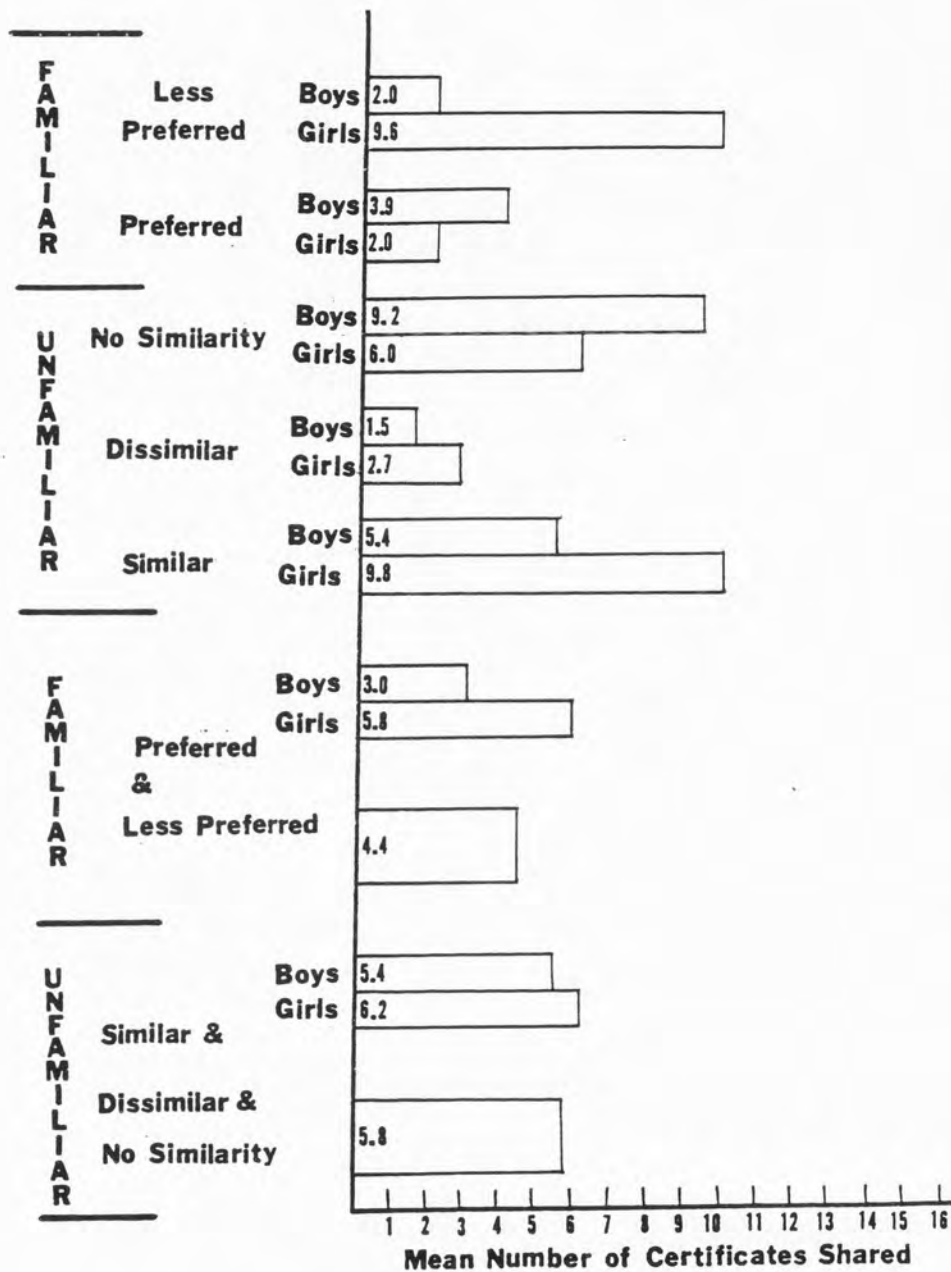 FAMILIAR
Less
Preferred
Boys 2.0
Girls 9.6
Preferred
Boys 3.9
Girls 2.0
UNFAMILIAR
No Similarity
Boys 9.2
Girls 6.0
Dissimilar
Boys 1.5
Girls 2.7
Similar
Boys 5.4
Girls 9.8
FAMILIAR
Preferred
&
Less Preferred
Boys 3.0
Girls 5.8
4.4
UNFAMILIAR
Similar &
Dissimilar &
No Similarity
Boys 5.4
Girls 6.2
5.8
1 2 3 4 5 6 7 8 9 10 11 12 13 14 15 16
Mean Number of Certificates Shared